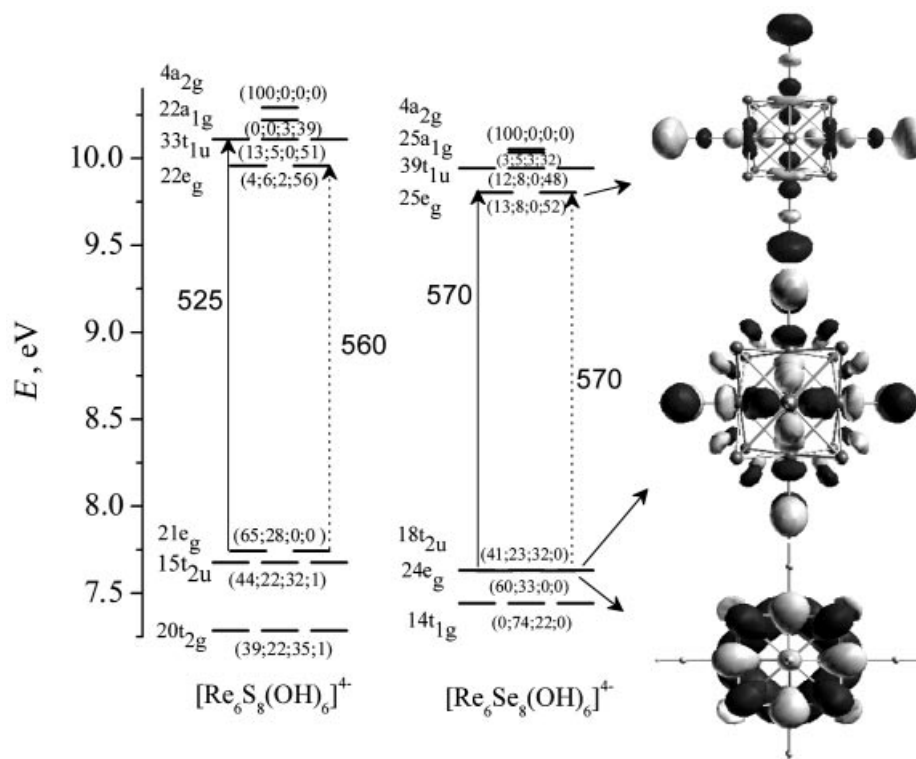 E, eV
10.0
9.5
9.0
8.5
8.0
7.5
4a2g
(100;0;0;0)
22a1g
(0;0;3;39)
33t1u
(13;5;0;51)
22eg
(4;6;2;56)
525
560
21eg
(65;28;0;0 )
15t2u
(44;22;32;1)
20t2g
(39;22;35;1)
[Re6S8(OH)6]4-
4a2g
(100;0;0;0)
25a1g
(3;5;3;32)
39t1u
(12;8;0;48)
25eg
(13;8;0;52)
570
570
18t2u
(41;23;32;0)
24eg
(60;33;0;0)
14t1g
(0;74;22;0)
[Re6Se8(OH)6]4-